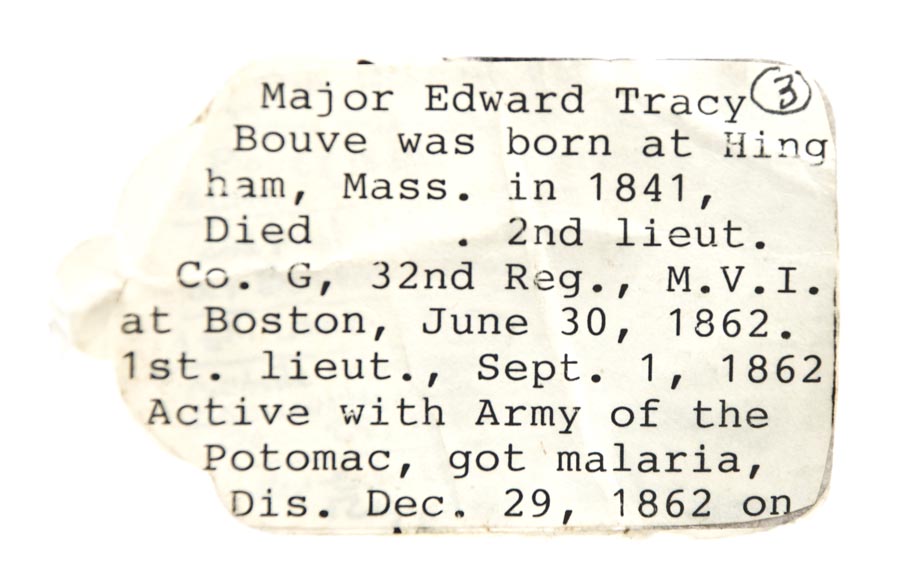 Major Edward Tracy 3
Bouve was born at Hing
ham, Mass. in 1841,
Died . 2nd lieut.
Co. G, 32nd Reg., M.V.I.
at Boston, June 30, 1862.
1st. lieut., Sept. 1, 1862
Active with Army of the
Potomac, got malaria,
Dis. Dec. 29, 1862 on